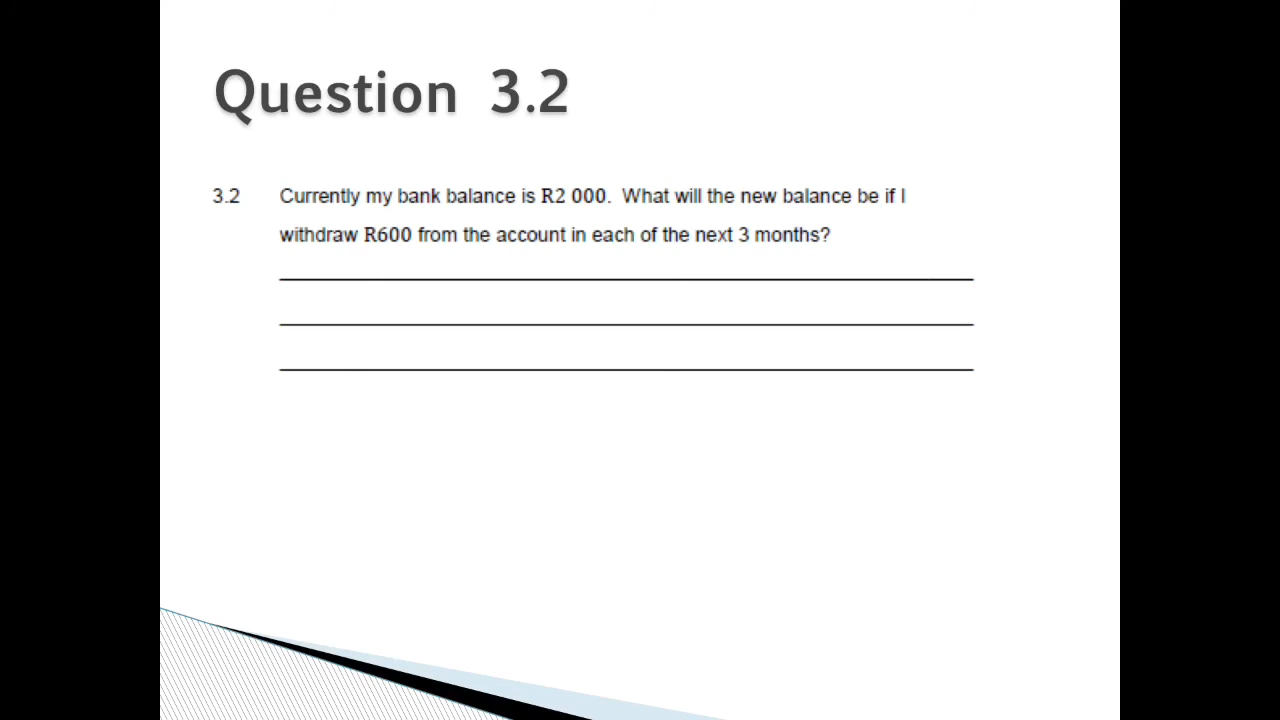 Question 3.2
3.2 Currently my bank balance is R2 000. What will the new balance be if I
withdraw R600 from the account in each of the next 3 months?